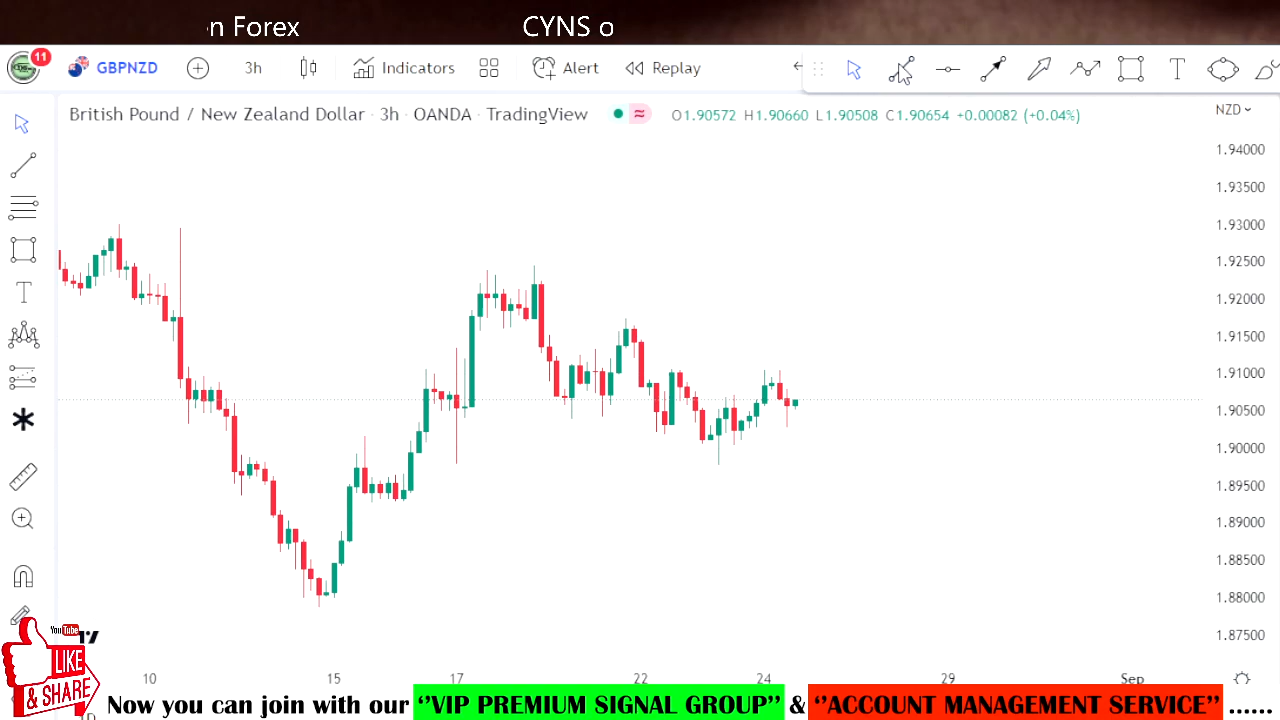 n Forex CYNS o
11
GBPNZD 3h Indicators Alert Replay
British Pound / New Zealand Dollar · 3h · OANDA · TradingView O1.90572 H1.90660 L1.90508 C1.90654 +0.00082 (+0.04%)
NZD
1.94000
1.93500
1.93000
1.92500
1.92000
1.91500
1.91000
1.90500
1.90000
1.89500
1.89000
1.88500
1.88000
1.87500
10 15 17 22 24 29 Sep
YouTube
LIKE
& SHARE
Now you can join with our ‘’VIP PREMIUM SIGNAL GROUP’’ & ‘’ACCOUNT MANAGEMENT SERVICE’’ ......